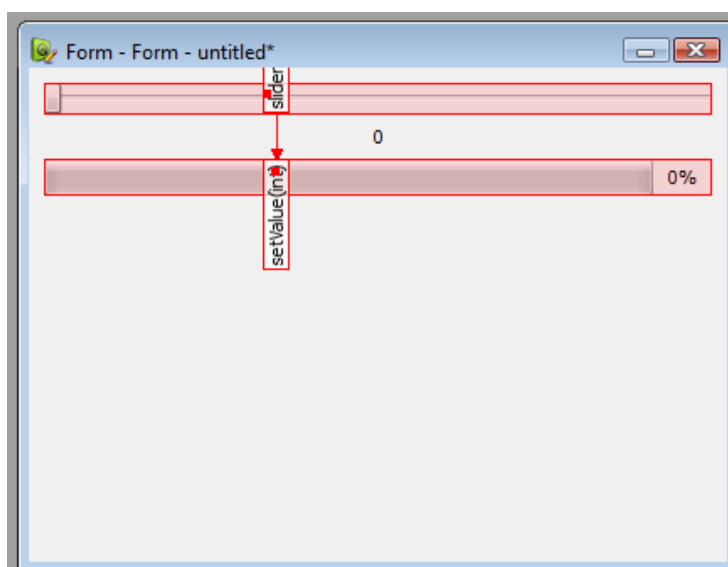 Form - Form - untitled*
slider
0
0%
setValue(int)